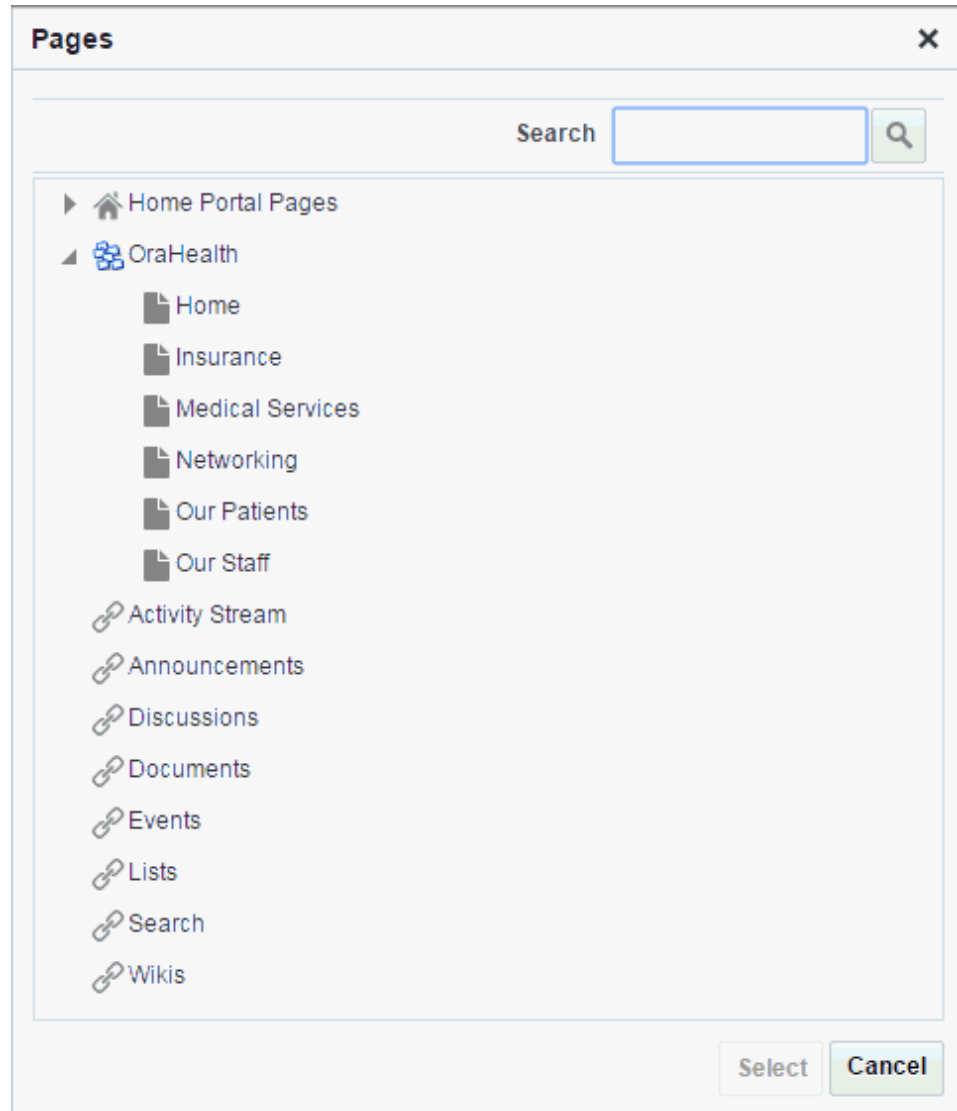 Pages
Search
Home Portal Pages
OraHealth
Home
Insurance
Medical Services
Networking
Our Patients
Our Staff
Activity Stream
Announcements
Discussions
Documents
Events
Lists
Search
Wikis
Select Cancel